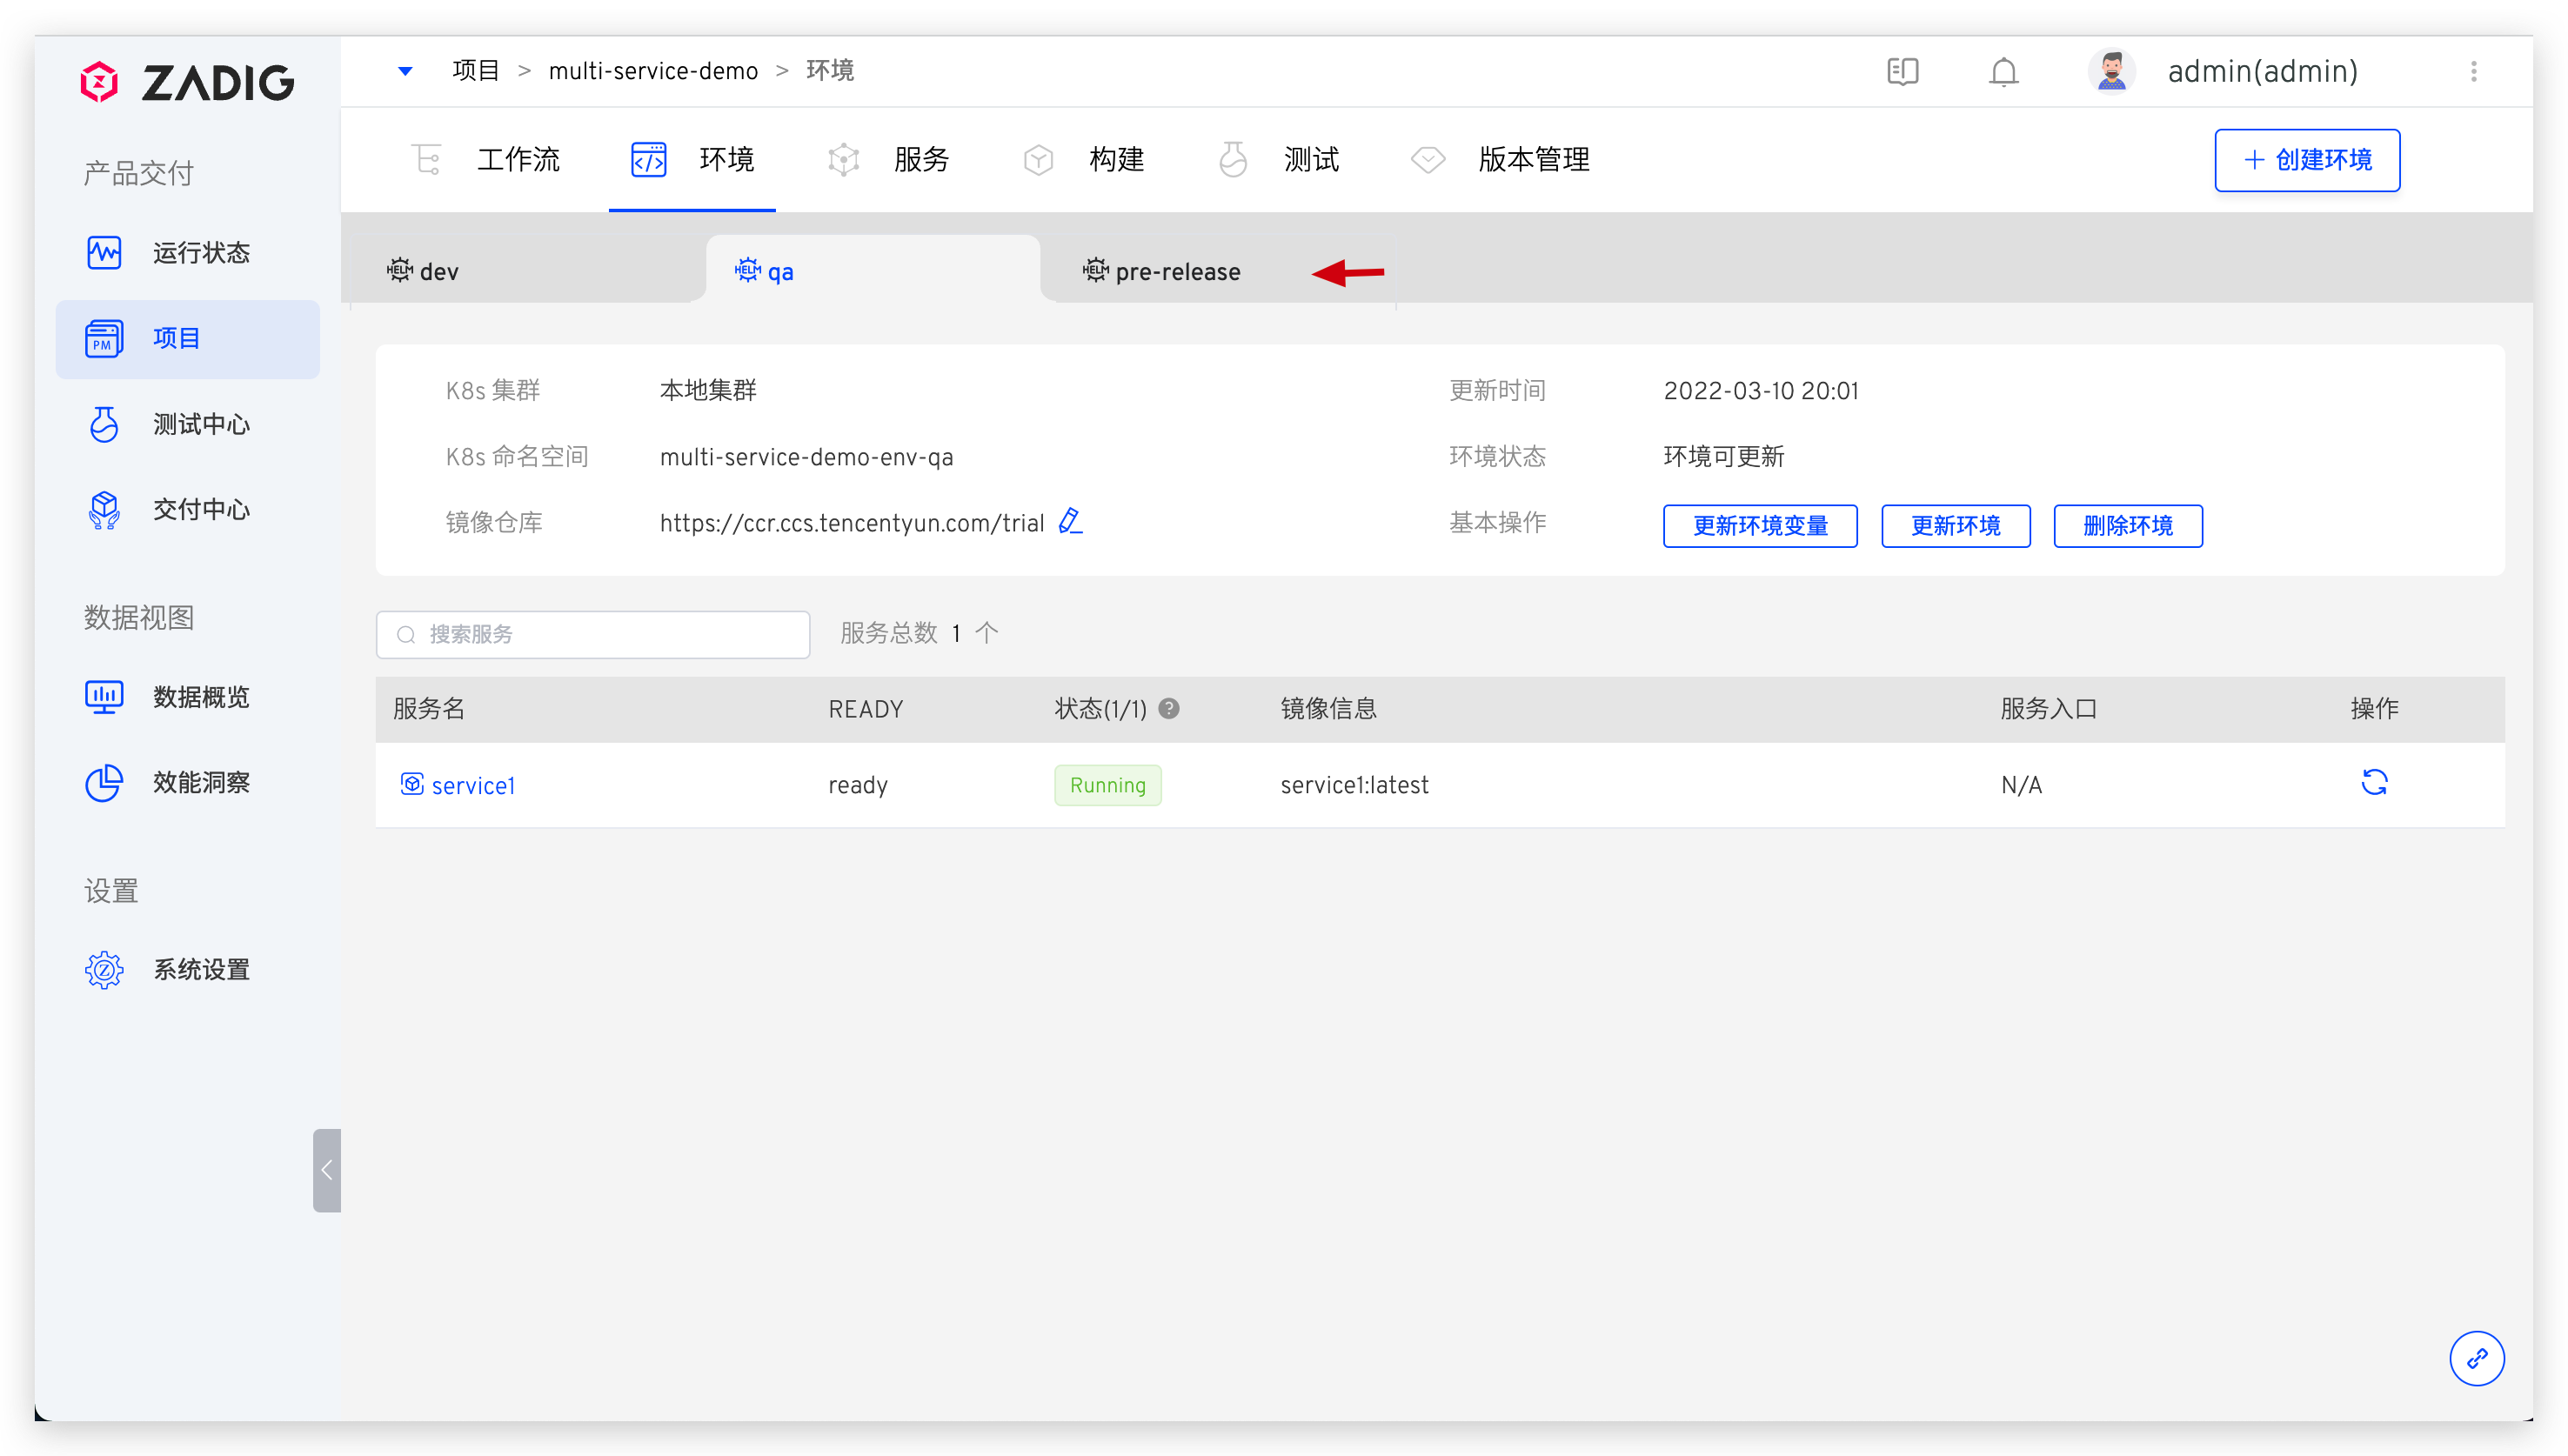 ZADIG
项目 > multi-service-demo > 环境
admin(admin)
产品交付
运行状态
PM
项目
测试中心
交付中心
数据视图
数据概览
效能洞察
设置
系统设置
工作流
环境
服务
构建
测试
版本管理
+ 创建环境
HELM dev
HELM qa
HELM pre-release
K8s 集群 本地集群
更新时间 2022-03-10 20:01
K8s 命名空间 multi-service-demo-env-qa
环境状态 环境可更新
镜像仓库 https://ccr.ccs.tencentyun.com/trial
基本操作 更新环境变量 更新环境 删除环境
搜索服务
服务总数 1 个
服务名 READY 状态(1/1) ? 镜像信息 服务入口 操作
service1 ready Running service1:latest N/A